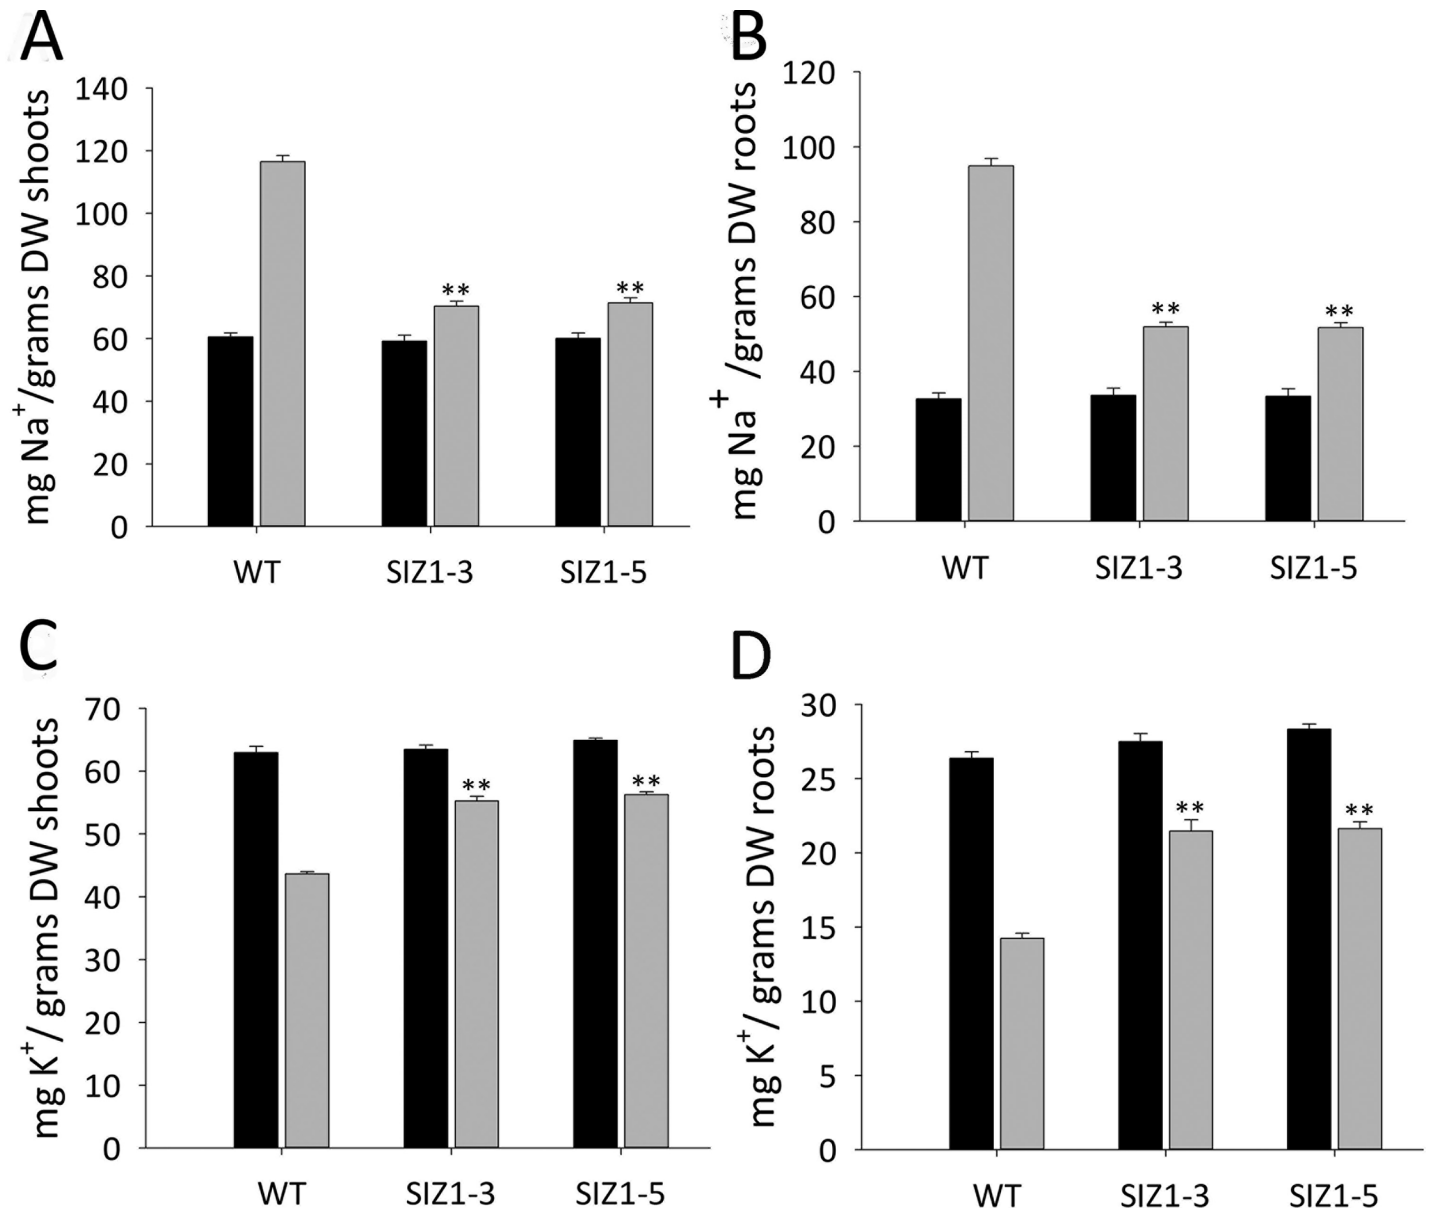 A
mg Na+/grams DW shoots
140
120
100
80
60
40
20
0
**
**
WT
SIZ1-3
SIZ1-5
B
mg Na+ /grams DW roots
120
100
80
60
40
20
0
**
**
WT
SIZ1-3
SIZ1-5
C
mg K+/ grams DW shoots
70
60
50
40
30
20
10
0
**
**
WT
SIZ1-3
SIZ1-5
D
mg K+/ grams DW roots
30
25
20
15
10
5
0
**
**
WT
SIZ1-3
SIZ1-5